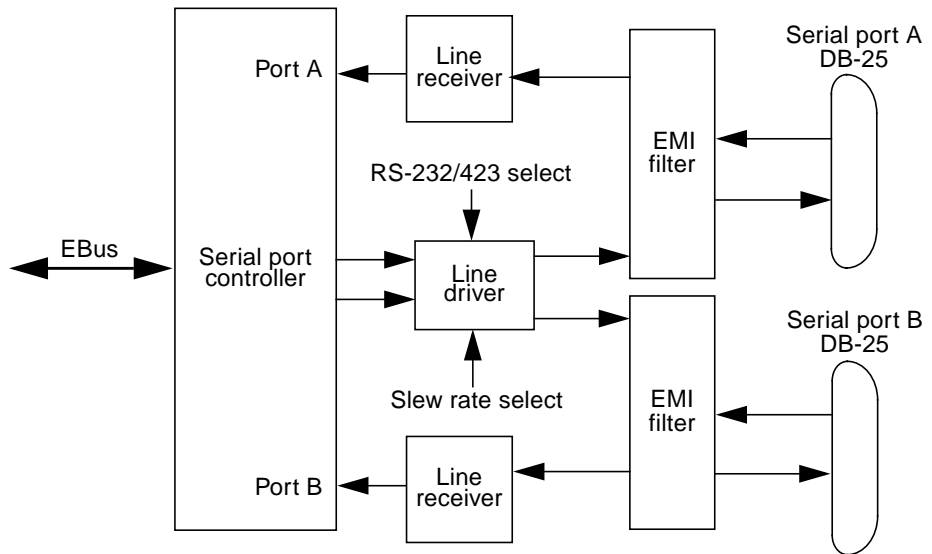 Serial port A
DB-25
Port A
Line
receiver
EMI
filter
RS-232/423 select
EBus
Serial port
controller
Line
driver
Serial port B
DB-25
Slew rate select
EMI
filter
Port B
Line
receiver